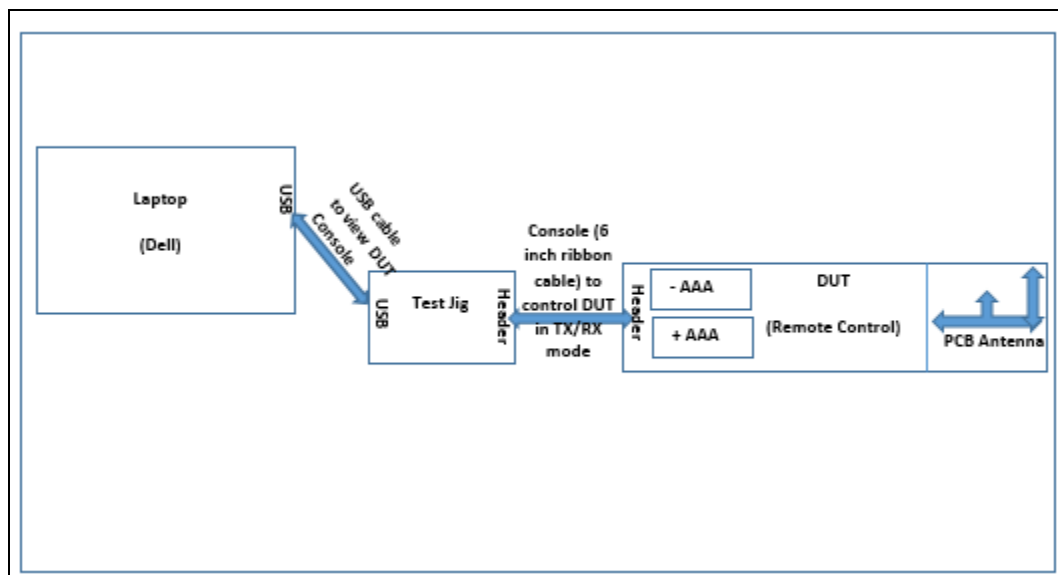 Laptop
(Dell)
USB
USB cable
to view DUT
Console
USB
Test Jig
Header
Console (6
inch ribbon
cable) to
control DUT
in TX/RX
mode
Header
- AAA
+ AAA
DUT
(Remote Control)
PCB Antenna